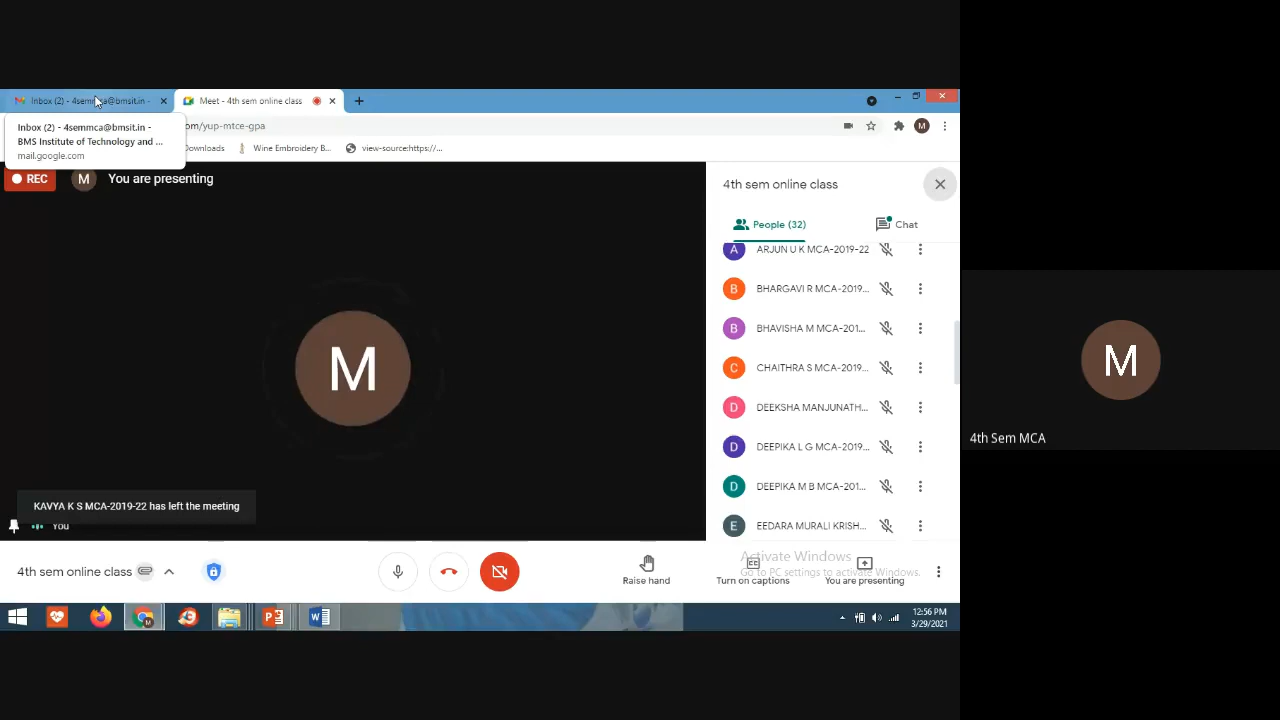 Inbox (2) - 4semmca@bmsit.in -
Meet - 4th sem online class
Inbox (2) - 4semmca@bmsit.in -
BMS Institute of Technology and ...
mail.google.com
om/yup-mtce-gpa
M
Downloads
Wine Embroidery B...
view-source:https://...
REC
M
You are presenting
4th sem online class
People (32)
Chat
A
ARJUN U K MCA-2019-22
B
BHARGAVI R MCA-2019...
B
BHAVISHA M MCA-201...
C
CHAITHRA S MCA-2019...
D
DEEKSHA MANJUNATH...
D
DEEPIKA L G MCA-2019...
D
DEEPIKA M B MCA-201...
E
EEDARA MURALI KRISH...
M
KAVYA K S MCA-2019-22 has left the meeting
You
4th sem online class
Raise hand
Turn on captions
You are presenting
Activate Windows
Go to PC settings to activate Windows.
12:56 PM
3/29/2021
M
4th Sem MCA